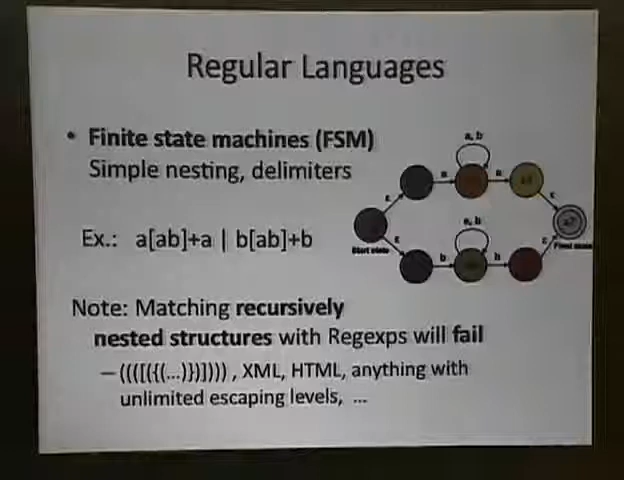 Regular Languages
• Finite state machines (FSM)
Simple nesting, delimiters
Ex.: a[ab]+a | b[ab]+b
a, b
a
a
ε
ε
Start state
a, b
ε
ε
Final state
b
b
Note: Matching recursively
nested structures with Regexps will fail
– (((([({(...)})])))) , XML, HTML, anything with
unlimited escaping levels, ...